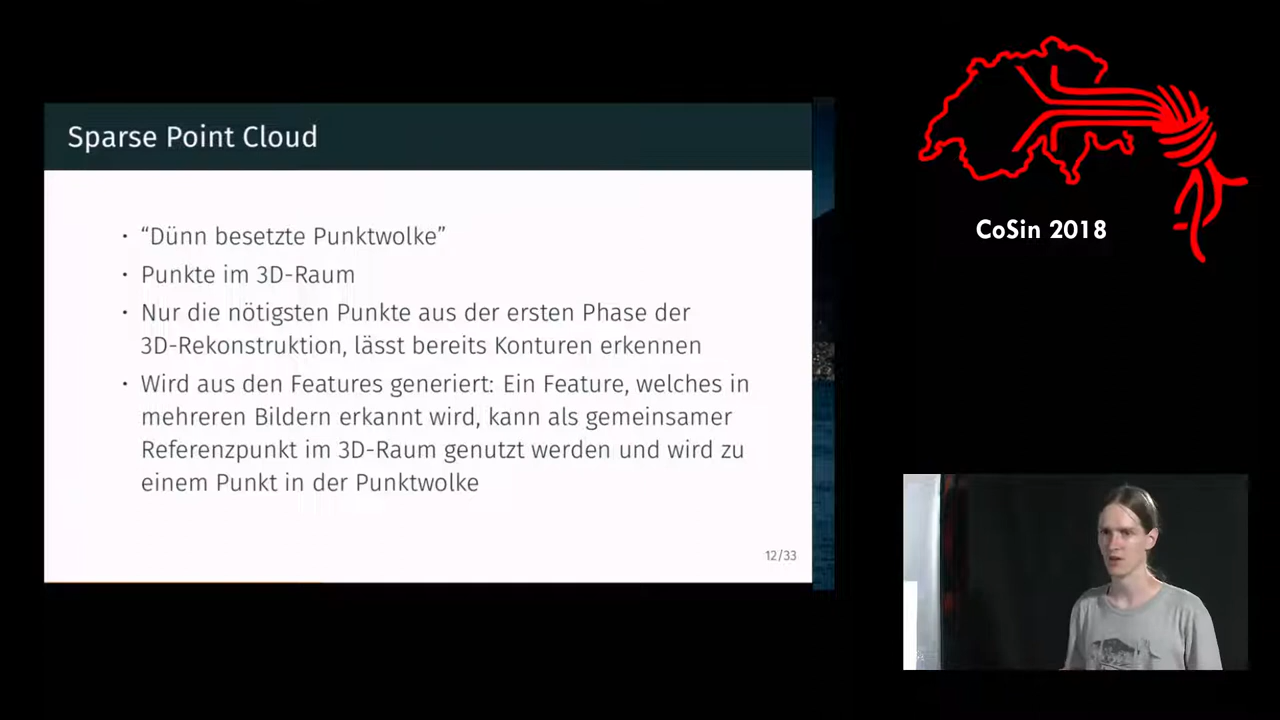 Sparse Point Cloud
· “Dünn besetzte Punktwolke”
· Punkte im 3D-Raum
· Nur die nötigsten Punkte aus der ersten Phase der
3D-Rekonstruktion, lässt bereits Konturen erkennen
· Wird aus den Features generiert: Ein Feature, welches in
mehreren Bildern erkannt wird, kann als gemeinsamer
Referenzpunkt im 3D-Raum genutzt werden und wird zu
einem Punkt in der Punktwolke
12/33
CoSin 2018